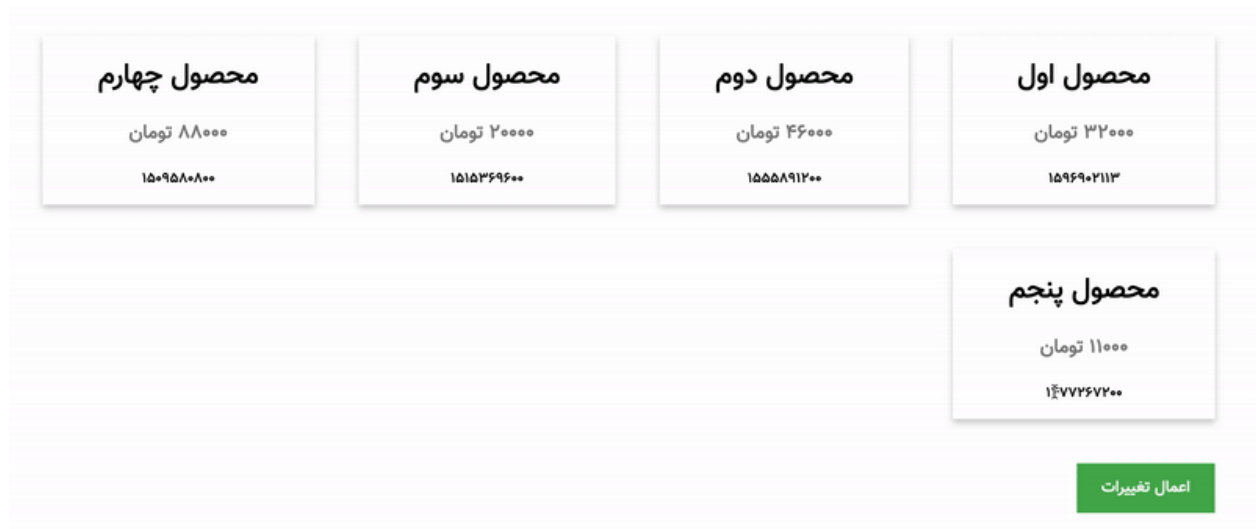 محصول اول
۳۲۰۰۰ تومان
۱۵۹۶۹۰۲۱۱۳
محصول دوم
۴۶۰۰۰ تومان
۱۵۵۵۸۹۱۲۰۰
محصول سوم
۲۰۰۰۰ تومان
۱۵۱۵۳۶۹۶۰۰
محصول چهارم
۸۸۰۰۰ تومان
۱۵۰۹۵۸۰۸۰۰
محصول پنجم
۱۱۰۰۰ تومان
اعمال تغییرات